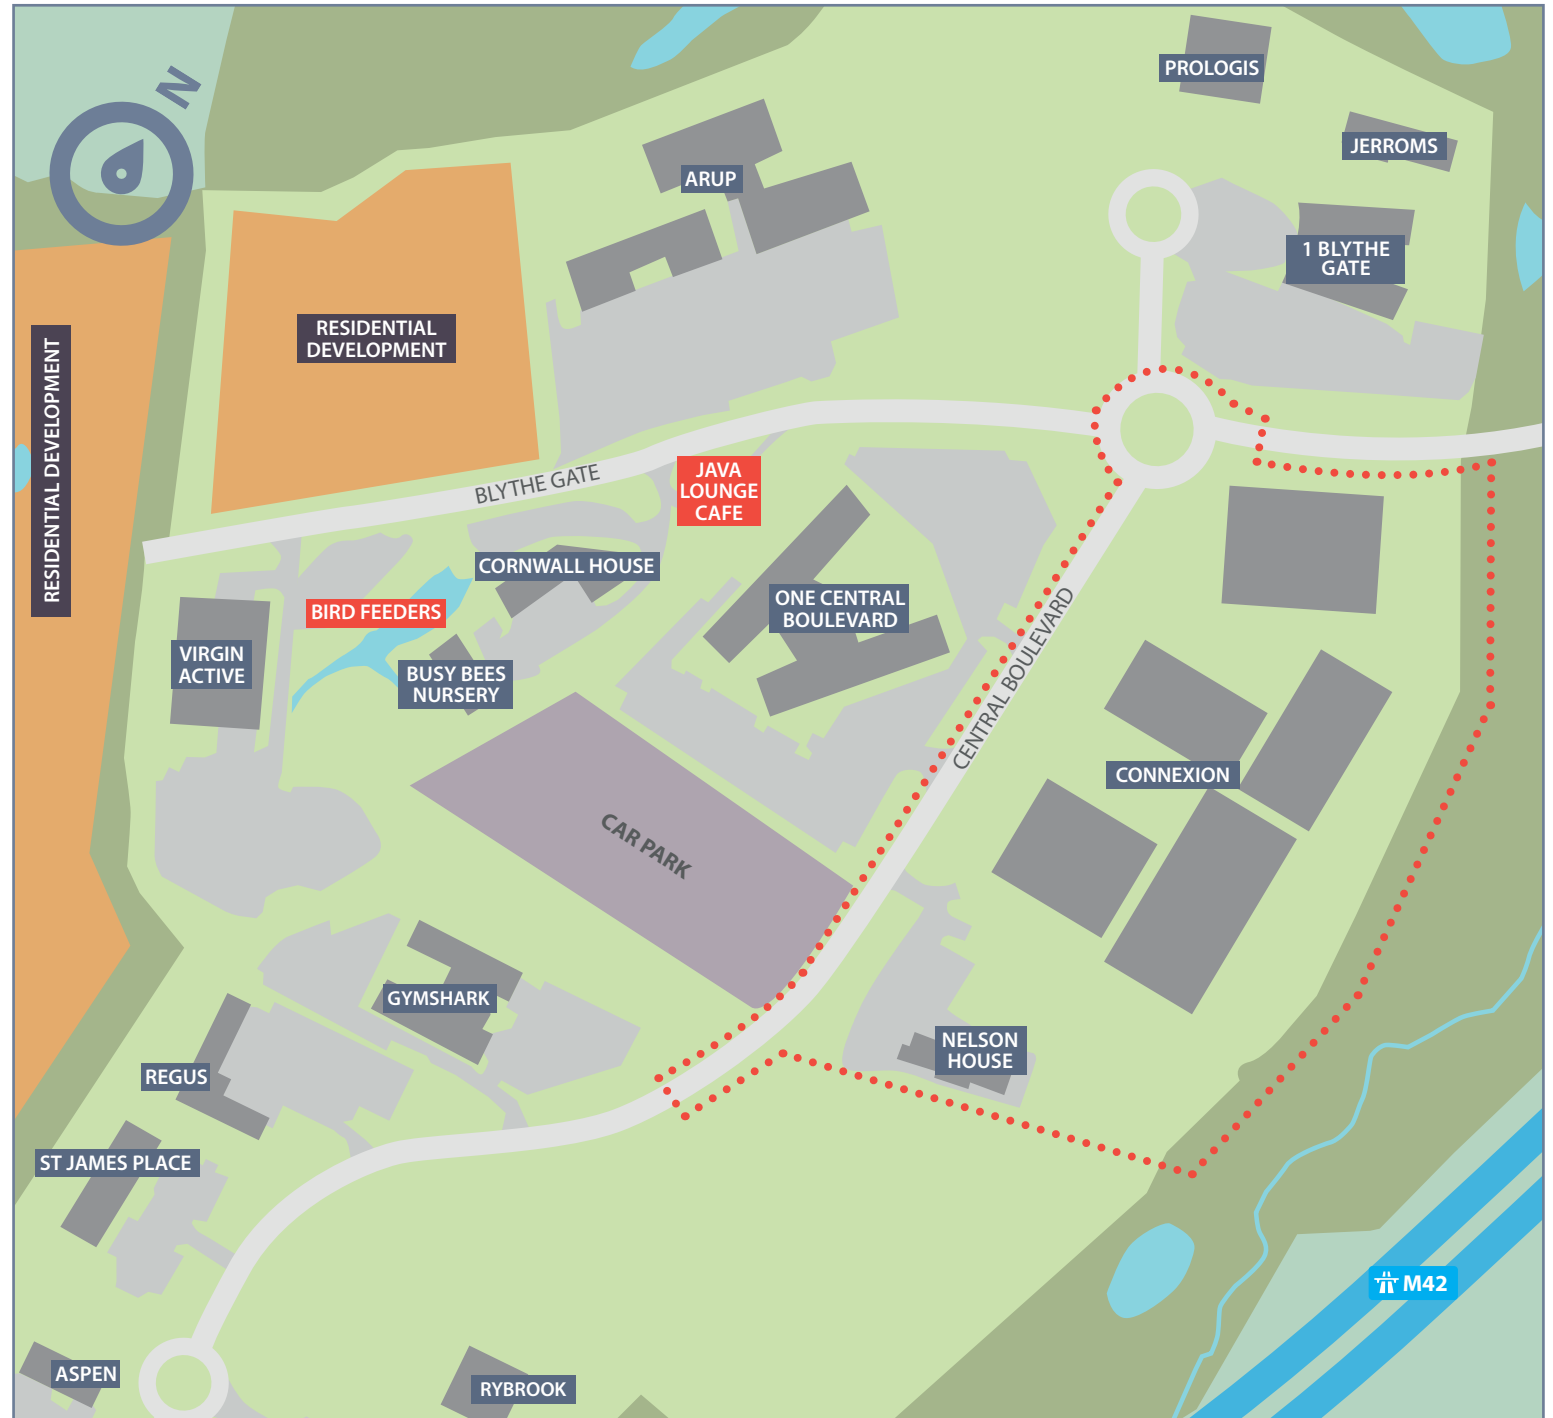 N
PROLOGIS
JERROMS
ARUP
1 BLYTHE
GATE
RESIDENTIAL
DEVELOPMENT
RESIDENTIAL DEVELOPMENT
BLYTHE GATE
JAVA
LOUNGE
CAFE
CORNWALL HOUSE
BIRD FEEDERS
ONE CENTRAL
BOULEVARD
VIRGIN
ACTIVE
BUSY BEES
NURSERY
CENTRAL BOULEVARD
CONNEXION
CAR PARK
GYMSHARK
NELSON
HOUSE
REGUS
ST JAMES PLACE
M42
ASPEN
RYBROOK